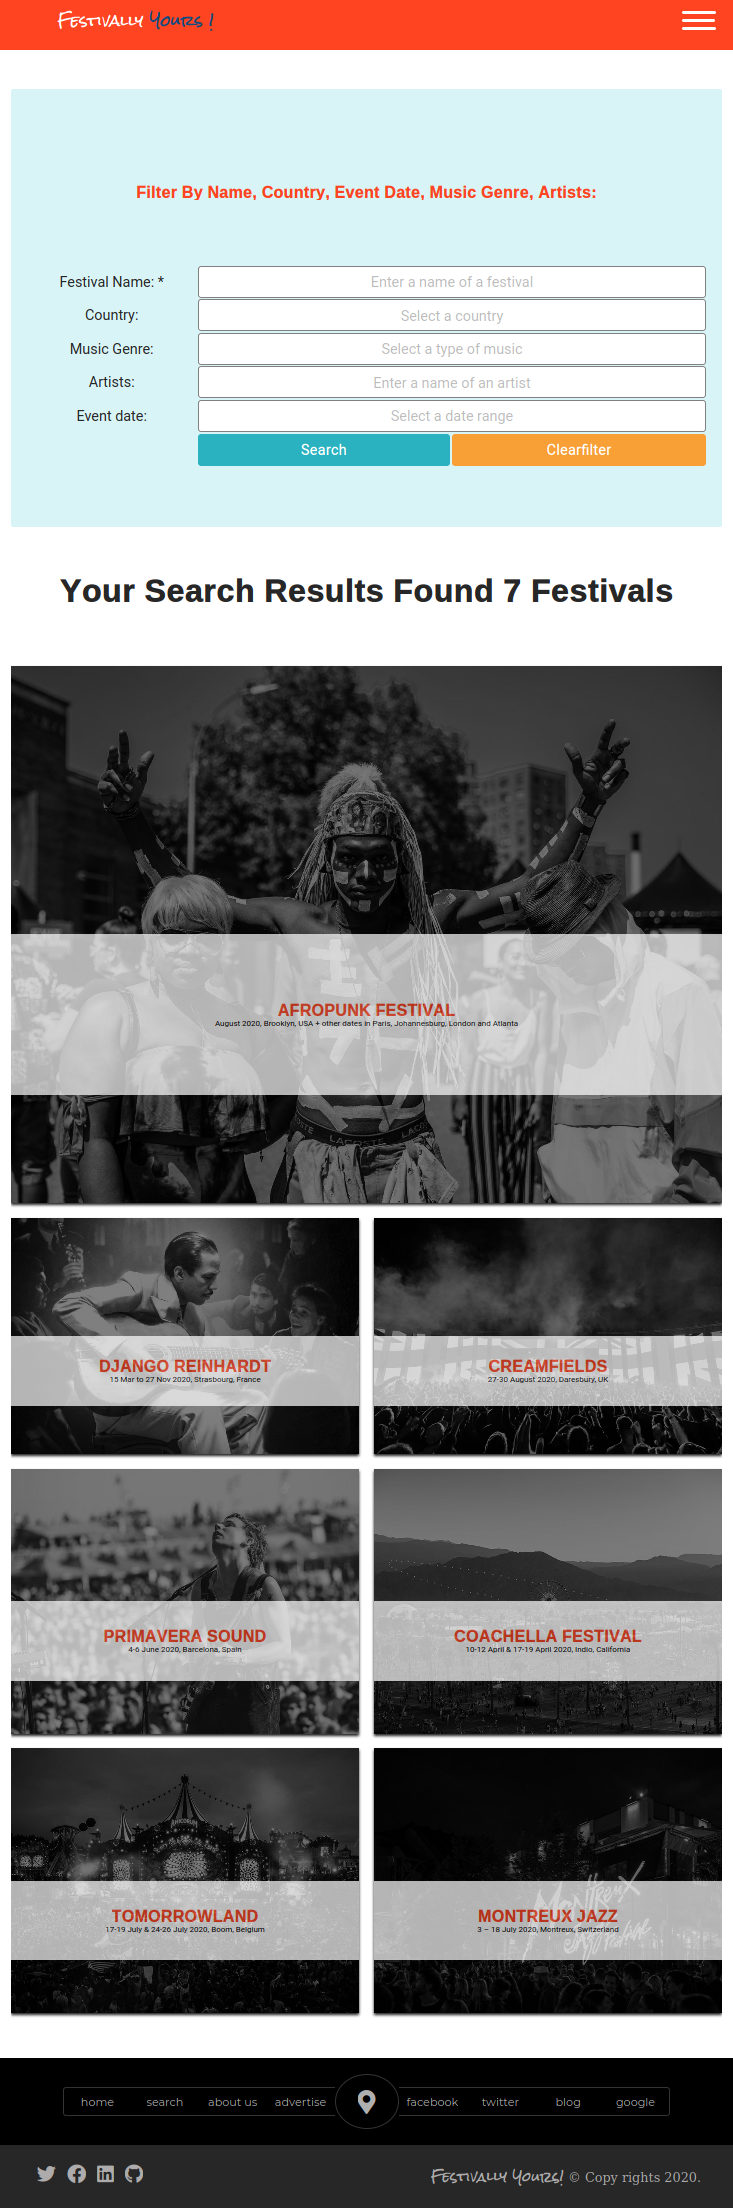 Festivally Yours !
Filter By Name, Country, Event Date, Music Genre, Artists:
Festival Name: *
Enter a name of a festival
Country:
Select a country
Music Genre:
Select a type of music
Artists:
Enter a name of an artist
Event date:
Select a date range
Search
Clearfilter
Your Search Results Found 7 Festivals
AFROPUNK FESTIVAL
August 2020, Brooklyn, USA + other dates in Paris, Johannesburg, London and Atlanta
LACOSTE LAC
DJANGO REINHARDT
15 Mar to 27 Nov 2020, Strasbourg, France
CREAMFIELDS
27-30 August 2020, Daresbury, UK
PRIMAVERA SOUND
4-6 June 2020, Barcelona, Spain
COACHELLA FESTIVAL
10-12 April & 17-19 April 2020, Indio, California
TOMORROWLAND
17-19 July & 24-26 July 2020, Boom, Belgium
Montreux
MONTREUX JAZZ
3 – 18 July 2020, Montreux, Switzerland
home search about us advertise facebook twitter blog google
Festivally Yours! © Copy rights 2020.